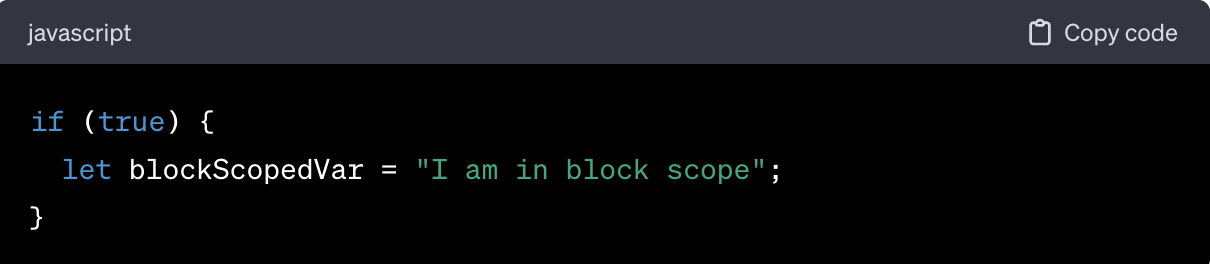 javascript
Copy code
if (true) {
  let blockScopedVar = "I am in block scope";
}